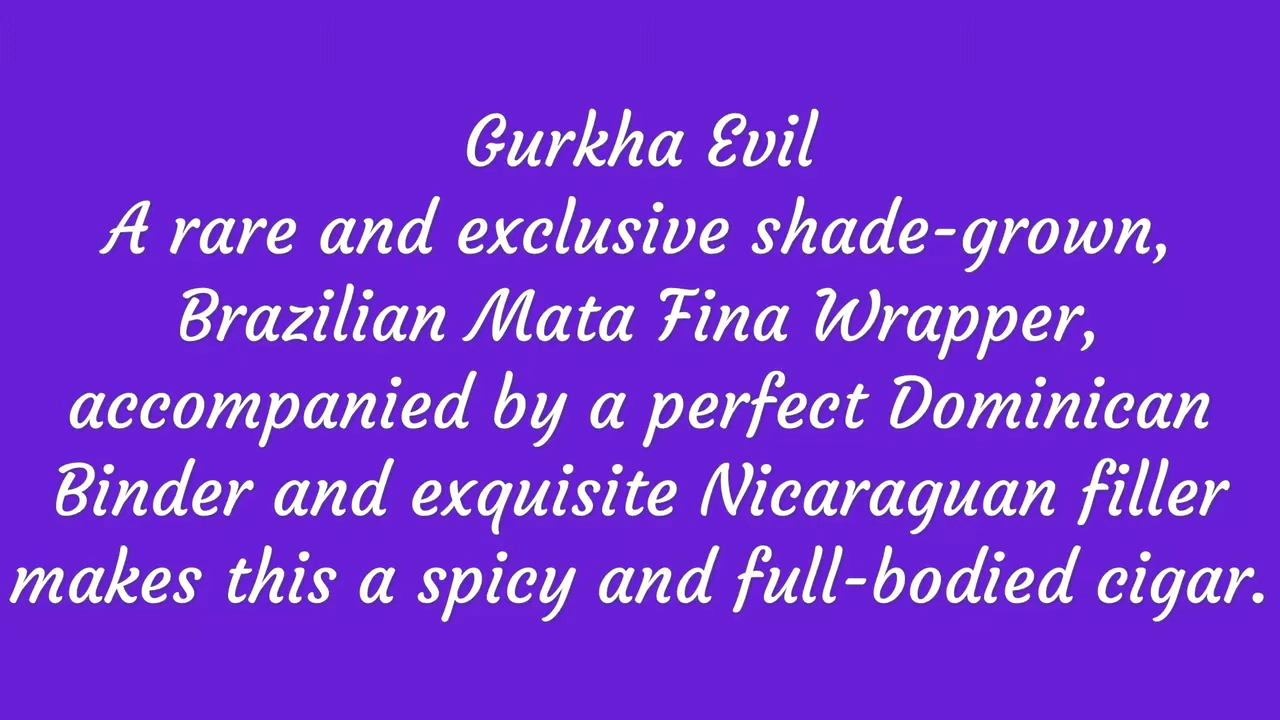 Gurkha Evil
A rare and exclusive shade-grown,
Brazilian Mata Fina Wrapper,
accompanied by a perfect Dominican
Binder and exquisite Nicaraguan filler
makes this a spicy and full-bodied cigar.